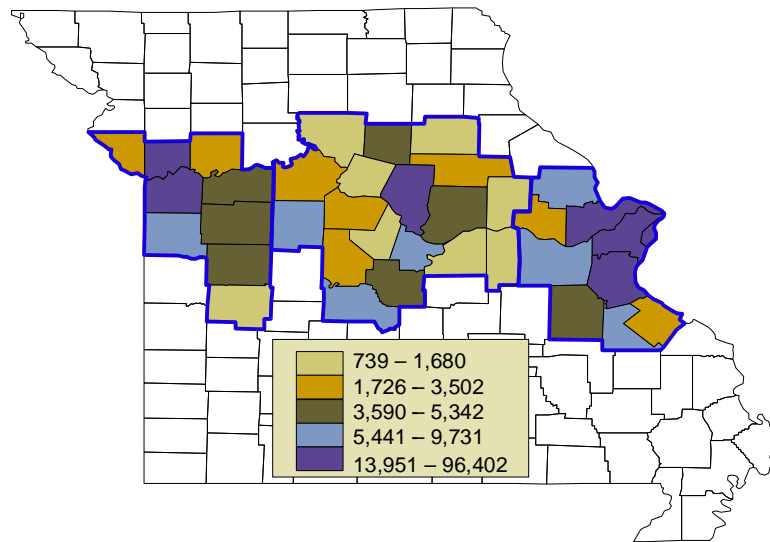 739 – 1,680
1,726 – 3,502
3,590 – 5,342
5,441 – 9,731
13,951 – 96,402